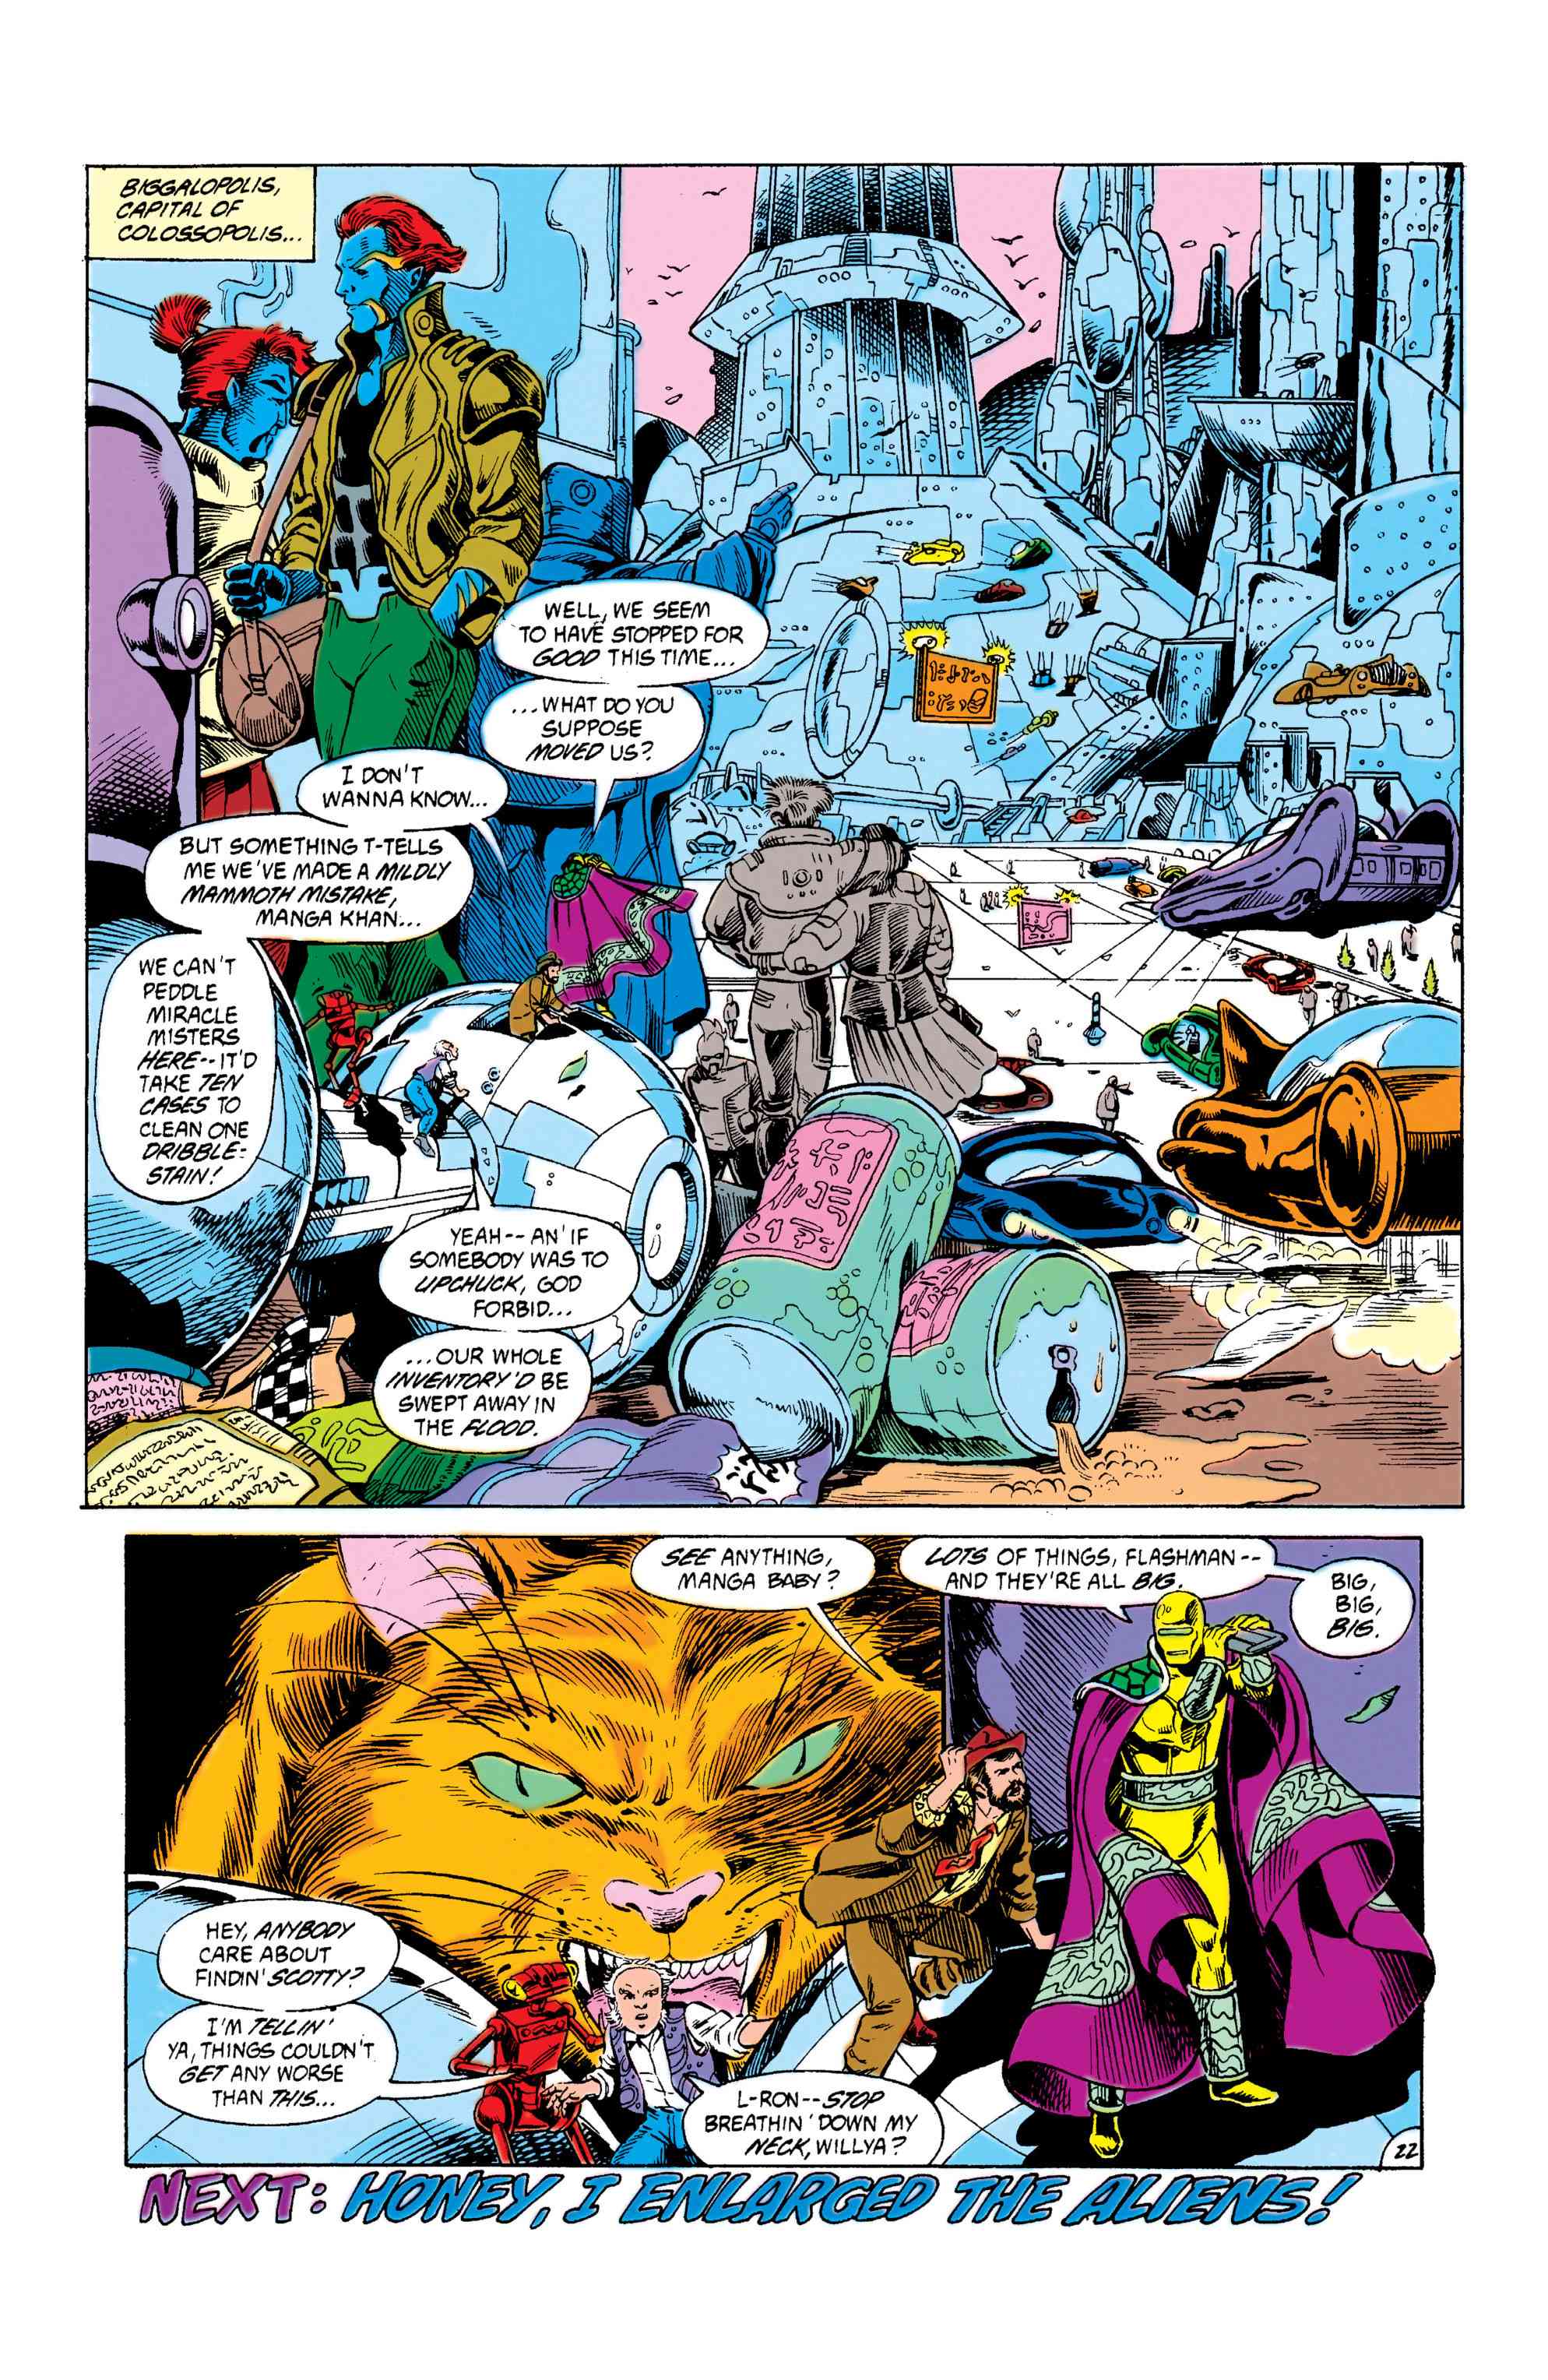 BIGGALOPOLIS,
CAPITAL OF
COLOSSOPOLIS...
WELL, WE SEEM
TO HAVE STOPPED FOR
GOOD THIS TIME...
...WHAT DO YOU
SUPPOSE
MOVED US?
I DON'T
WANNA KNOW...
BUT SOMETHING T-TELLS
ME WE'VE MADE A MILDLY
MAMMOTH MISTAKE,
MANGA KHAN...
WE CAN'T
PEDDLE
MIRACLE
MISTERS
HERE-- IT'D
TAKE TEN
CASES TO
CLEAN ONE
DRIBBLE-
STAIN!
YEAH-- AN' IF
SOMEBODY WAS TO
UPCHUCK, GOD
FORBID...
...OUR WHOLE
INVENTORY'D BE
SWEPT AWAY IN
THE FLOOD.
SEE ANYTHING,
MANGA BABY?
LOTS OF THINGS, FLASHMAN--
AND THEY'RE ALL BIG.
BIG,
BIG,
BIG.
HEY, ANYBODY
CARE ABOUT
FINDIN' SCOTTY?
I'M TELLIN'
YA, THINGS COULDN'T
GET ANY WORSE
THAN THIS...
L-RON-- STOP
BREATHIN' DOWN MY
NECK, WILLYA?
22
NEXT: HONEY, I ENLARGED THE ALIENS!